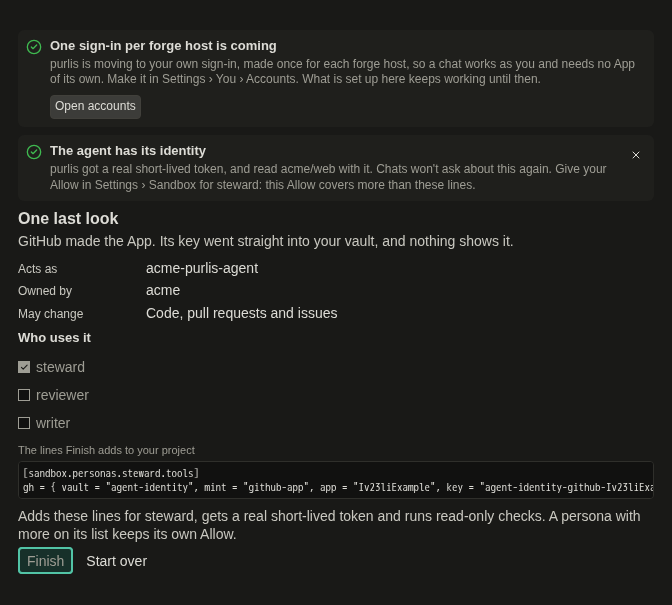 One sign-in per forge host is coming
purlis is moving to your own sign-in, made once for each forge host, so a chat works as you and needs no App
of its own. Make it in Settings › You › Accounts. What is set up here keeps working until then.
Open accounts
The agent has its identity
purlis got a real short-lived token, and read acme/web with it. Chats won't ask about this again. Give your
Allow in Settings › Sandbox for steward: this Allow covers more than these lines.
One last look
GitHub made the App. Its key went straight into your vault, and nothing shows it.
Acts as acme-purlis-agent
Owned by acme
May change Code, pull requests and issues
Who uses it
steward
reviewer
writer
The lines Finish adds to your project
[sandbox.personas.steward.tools]
gh = { vault = "agent-identity", mint = "github-app", app = "Iv23liExample", key = "agent-identity-github-Iv23liExa
Adds these lines for steward, gets a real short-lived token and runs read-only checks. A persona with
more on its list keeps its own Allow.
Finish Start over